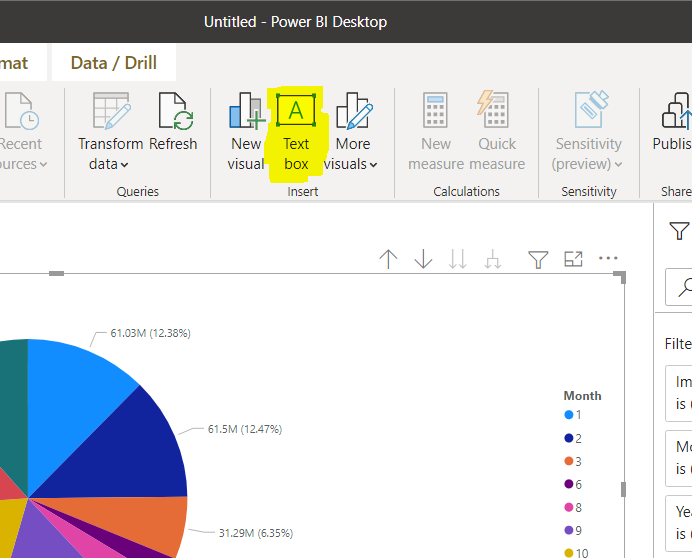 Untitled - Power BI Desktop
mat Data / Drill
Recent Transform Refresh New Text More New Quick Sensitivity Publis
ources data visual box visuals measure measure (preview)
Queries Insert Calculations Sensitivity Share
61.03M (12.38%)
Filte
Im
is (
Month
1
61.5M (12.47%)
2
Mo
3
is (
6
8
Yea
31.29M (6.35%)
9
is (
10